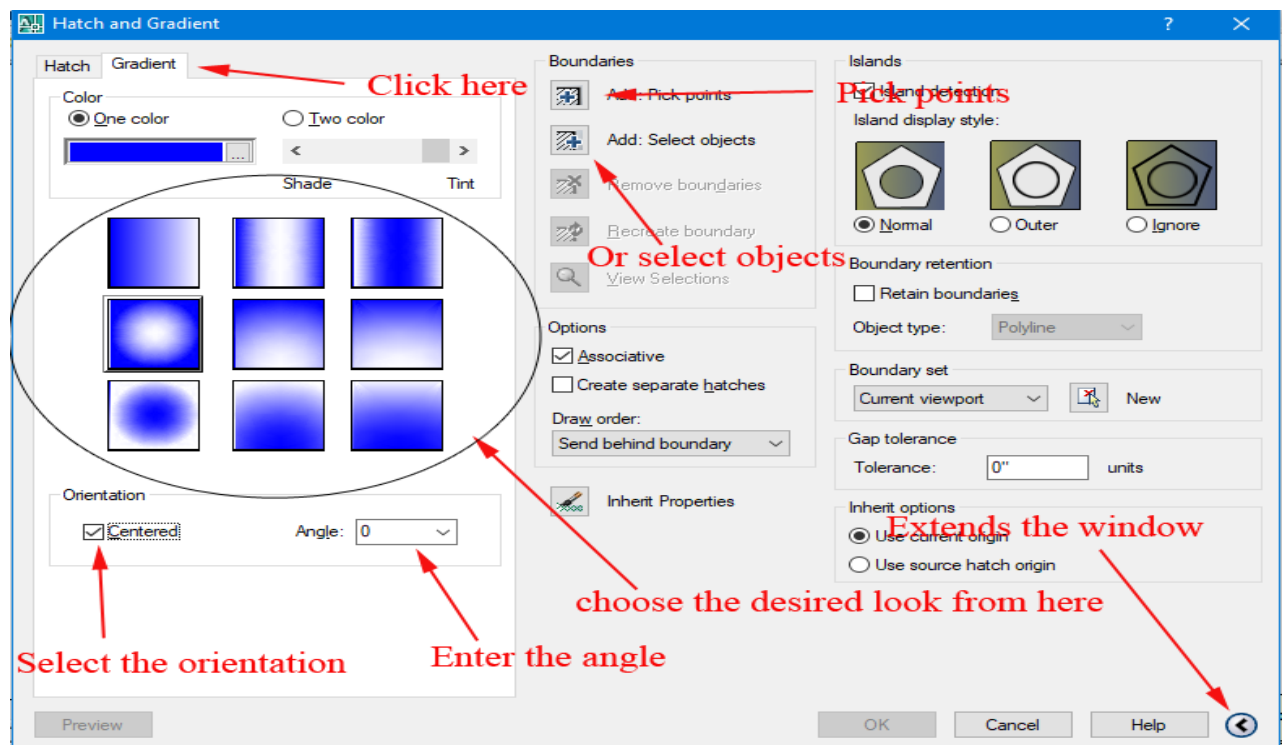 Hatch and Gradient
?
Hatch
Gradient
Click here
Color
One color
Two color
...
Shade
Tint
Orientation
Centered
Angle:
0
Select the orientation
Enter the angle
Preview
Boundaries
Add: Pick points
Pick points
Add: Select objects
Remove boundaries
Recreate boundary
Or select objects
View Selections
Options
Associative
Create separate hatches
Draw order:
Send behind boundary
Inherit Properties
choose the desired look from here
Islands
Island detection
Island display style:
Normal
Outer
Ignore
Boundary retention
Retain boundaries
Object type:
Polyline
Boundary set
Current viewport
New
Gap tolerance
Tolerance:
0"
units
Inherit options
Extends the window
Use current origin
Use source hatch origin
OK
Cancel
Help